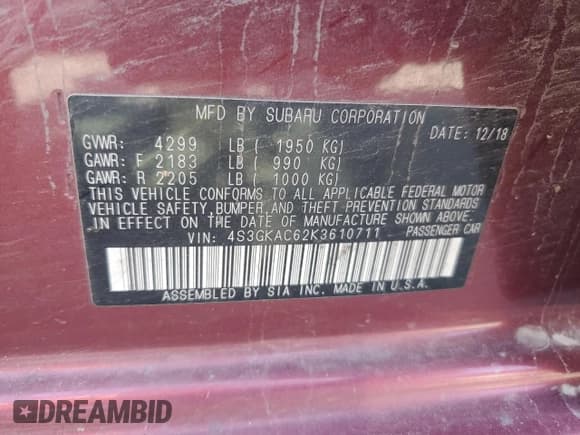 MFD BY SUBARU CORPORATION
DATE: 12/18
GVWR: 4299 LB ( 1950 KG)
GAWR: F 2183 LB ( 990 KG)
GAWR: R 2205 LB ( 1000 KG)
THIS VEHICLE CONFORMS TO ALL APPLICABLE FEDERAL MOTOR
VEHICLE SAFETY, BUMPER, AND THEFT PREVENTION STANDARDS
IN EFFECT ON THE DATE OF MANUFACTURE SHOWN ABOVE.
VIN: 4S3GKAC62K3610711 PASSENGER CAR
ASSEMBLED BY SIA INC. MADE IN U.S.A.
DREAMBID